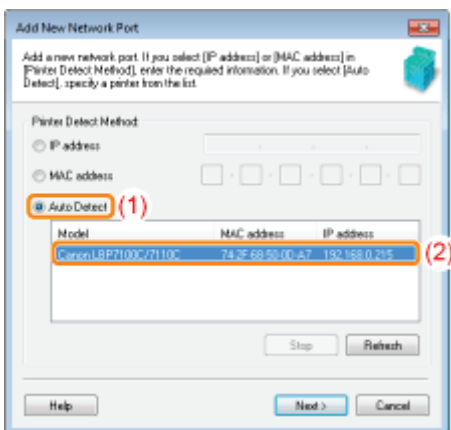 Add New Network Port
Add a new network port. If you select [IP address] or [MAC address] in
[Printer Detect Method], enter the required information. If you select [Auto
Detect], specify a printer from the list.
Printer Detect Method:
IP address
MAC address
Auto Detect (1)
Model MAC address IP address
Canon LBP7100C/7110C 74-2F-68-50-0D-A7 192.168.0.215 (2)
Stop Refresh
Help Next > Cancel